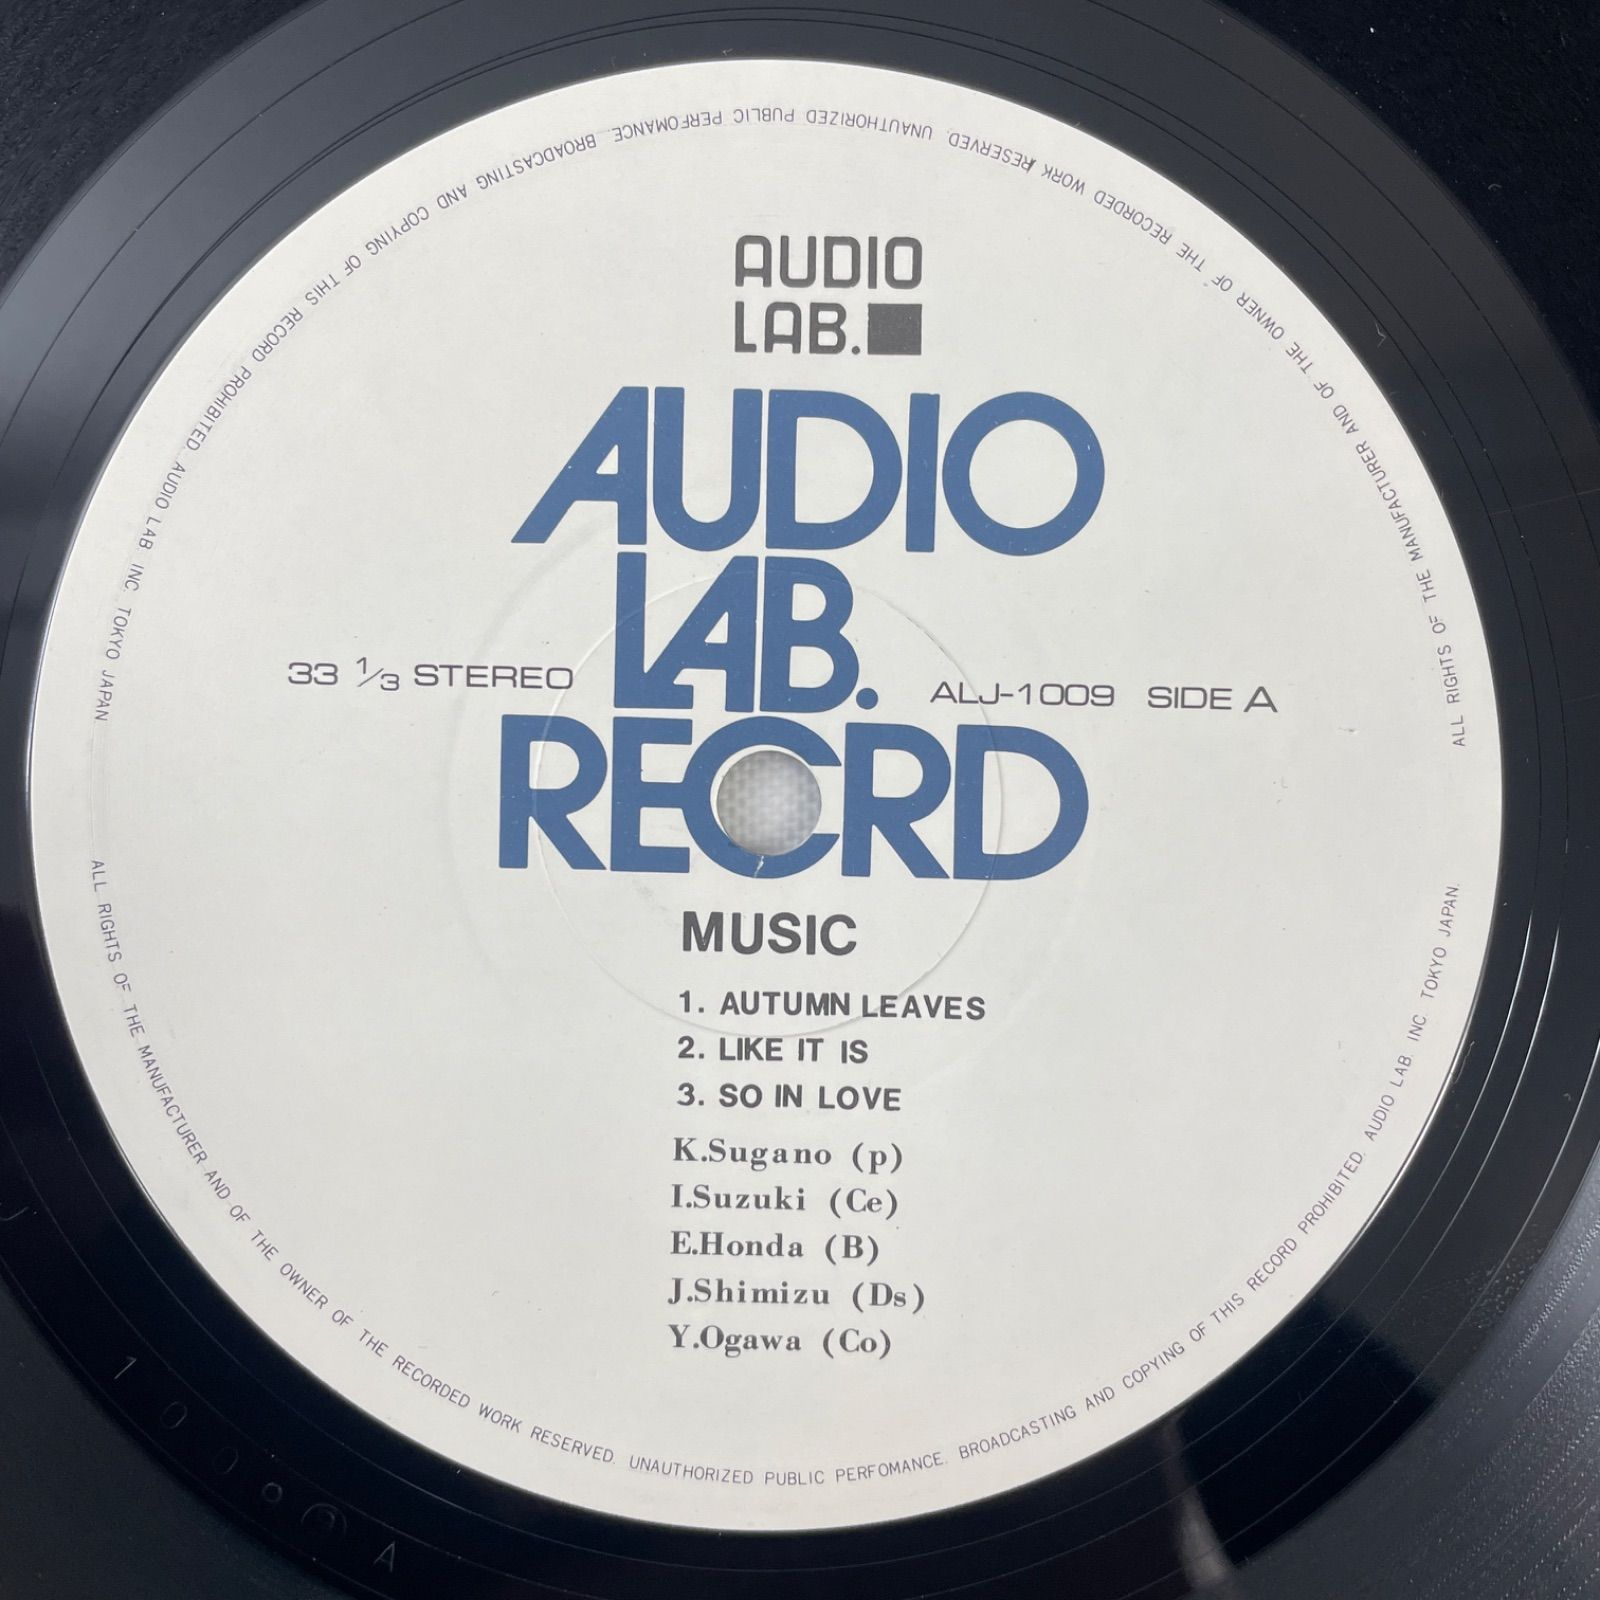 AUDIO
LAB.
AUDIO
LAB.
RECRD
33 1/3 STEREO
ALJ-1009 SIDE A
MUSIC
1. AUTUMN LEAVES
2. LIKE IT IS
3. SO IN LOVE
K.Sugano (p)
I.Suzuki (Ce)
E.Honda (B)
J.Shimizu (Ds)
Y.Ogawa (Co)
ALL RIGHTS OF THE MANUFACTURER AND OF THE OWNER OF THE RECORDED WORK RESERVED. UNAUTHORIZED PUBLIC PERFOMANCE. BROADCASTING AND COPYING OF THIS RECORD PROHIBITED. AUDIO LAB. INC. TOKYO JAPAN.
ALL RIGHTS OF THE MANUFACTURER AND OF THE OWNER OF THE RECORDED WORK RESERVED. UNAUTHORIZED PUBLIC PERFOMANCE. BROADCASTING AND COPYING OF THIS RECORD PROHIBITED. AUDIO LAB. INC. TOKYO JAPAN